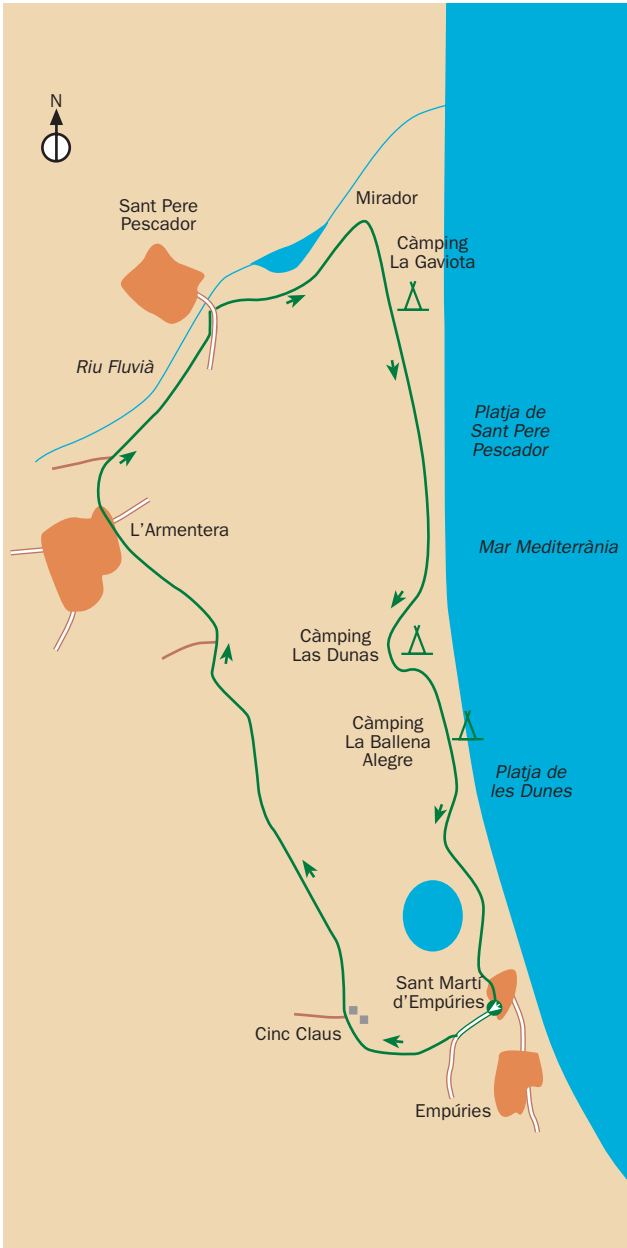 N
Mirador
Sant Pere
Pescador
Càmping
La Gaviota
Riu Fluvià
Platja de
Sant Pere
Pescador
L'Armentera
Mar Mediterrània
Càmping
Las Dunas
Càmping
La Ballena
Alegre
Platja de
les Dunes
Sant Martí
d'Empúries
Cinc Claus
Empúries